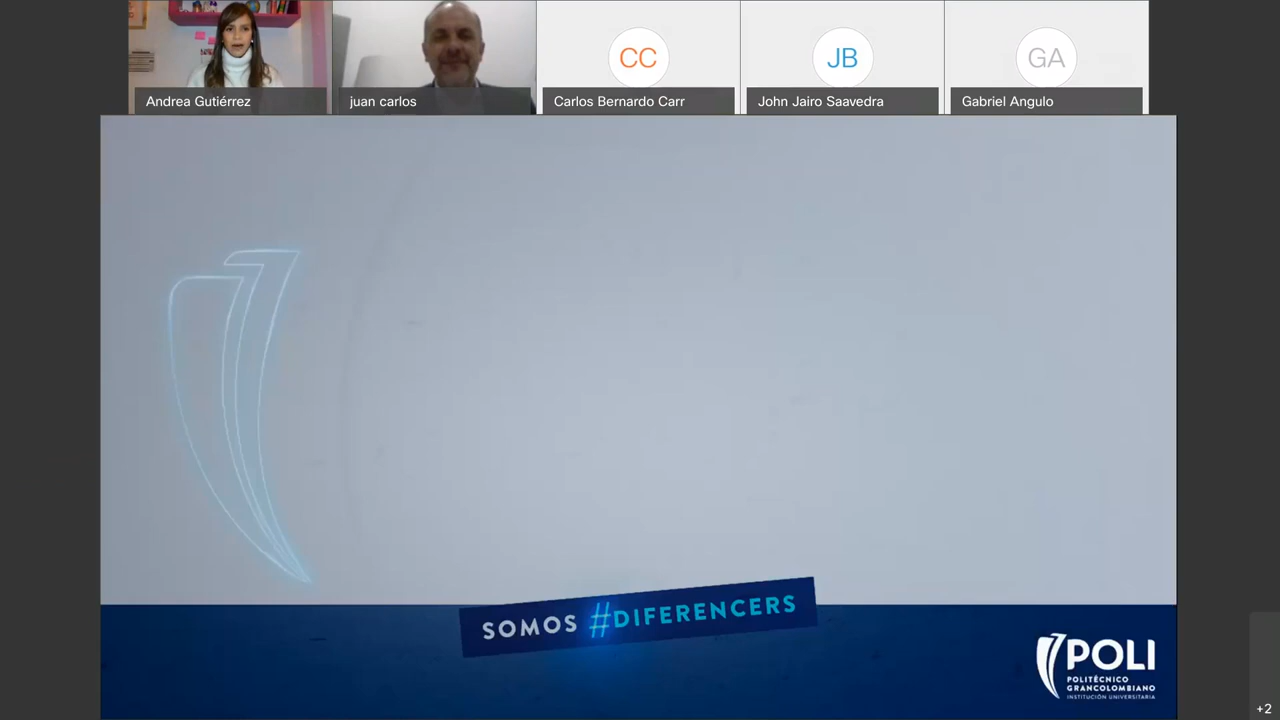 CC
JB
GA
Andrea Gutiérrez
juan carlos
Carlos Bernardo Carr
John Jairo Saavedra
Gabriel Angulo
SOMOS #DIFERENCERS
POLI
POLITÉCNICO
GRANCOLOMBIANO
INSTITUCIÓN UNIVERSITARIA
+2